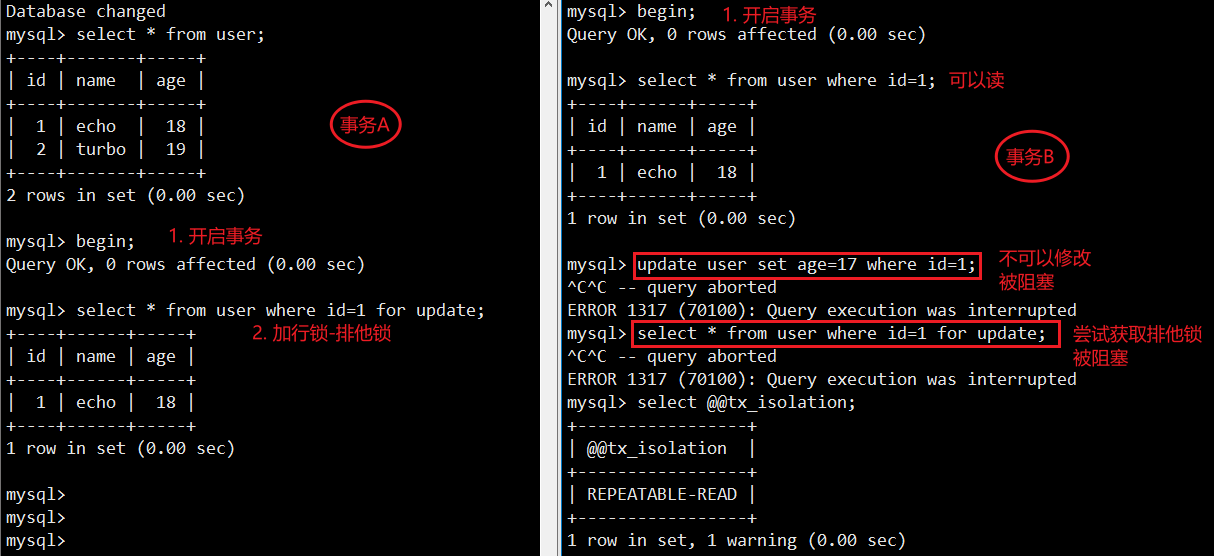 Database changed
mysql> select * from user;
+----+-------+-----+
| id | name  | age |
+----+-------+-----+
|  1 | echo  |  18 |
|  2 | turbo |  19 |
+----+-------+-----+
2 rows in set (0.00 sec)
事务A
mysql> begin; 1. 开启事务
Query OK, 0 rows affected (0.00 sec)
mysql> select * from user where id=1 for update;
2. 加行锁-排他锁
+----+------+-----+
| id | name | age |
+----+------+-----+
|  1 | echo |  18 |
+----+------+-----+
1 row in set (0.00 sec)
mysql>
mysql>
mysql>
mysql> begin; 1. 开启事务
Query OK, 0 rows affected (0.00 sec)
mysql> select * from user where id=1; 可以读
+----+------+-----+
| id | name | age |
+----+------+-----+
|  1 | echo |  18 |
+----+------+-----+
1 row in set (0.00 sec)
事务B
mysql> update user set age=17 where id=1; 不可以修改
被阻塞
^C^C -- query aborted
ERROR 1317 (70100): Query execution was interrupted
mysql> select * from user where id=1 for update; 尝试获取排他锁
被阻塞
^C^C -- query aborted
ERROR 1317 (70100): Query execution was interrupted
mysql> select @@tx_isolation;
+-----------------+
| @@tx_isolation  |
+-----------------+
| REPEATABLE-READ |
+-----------------+
1 row in set, 1 warning (0.00 sec)